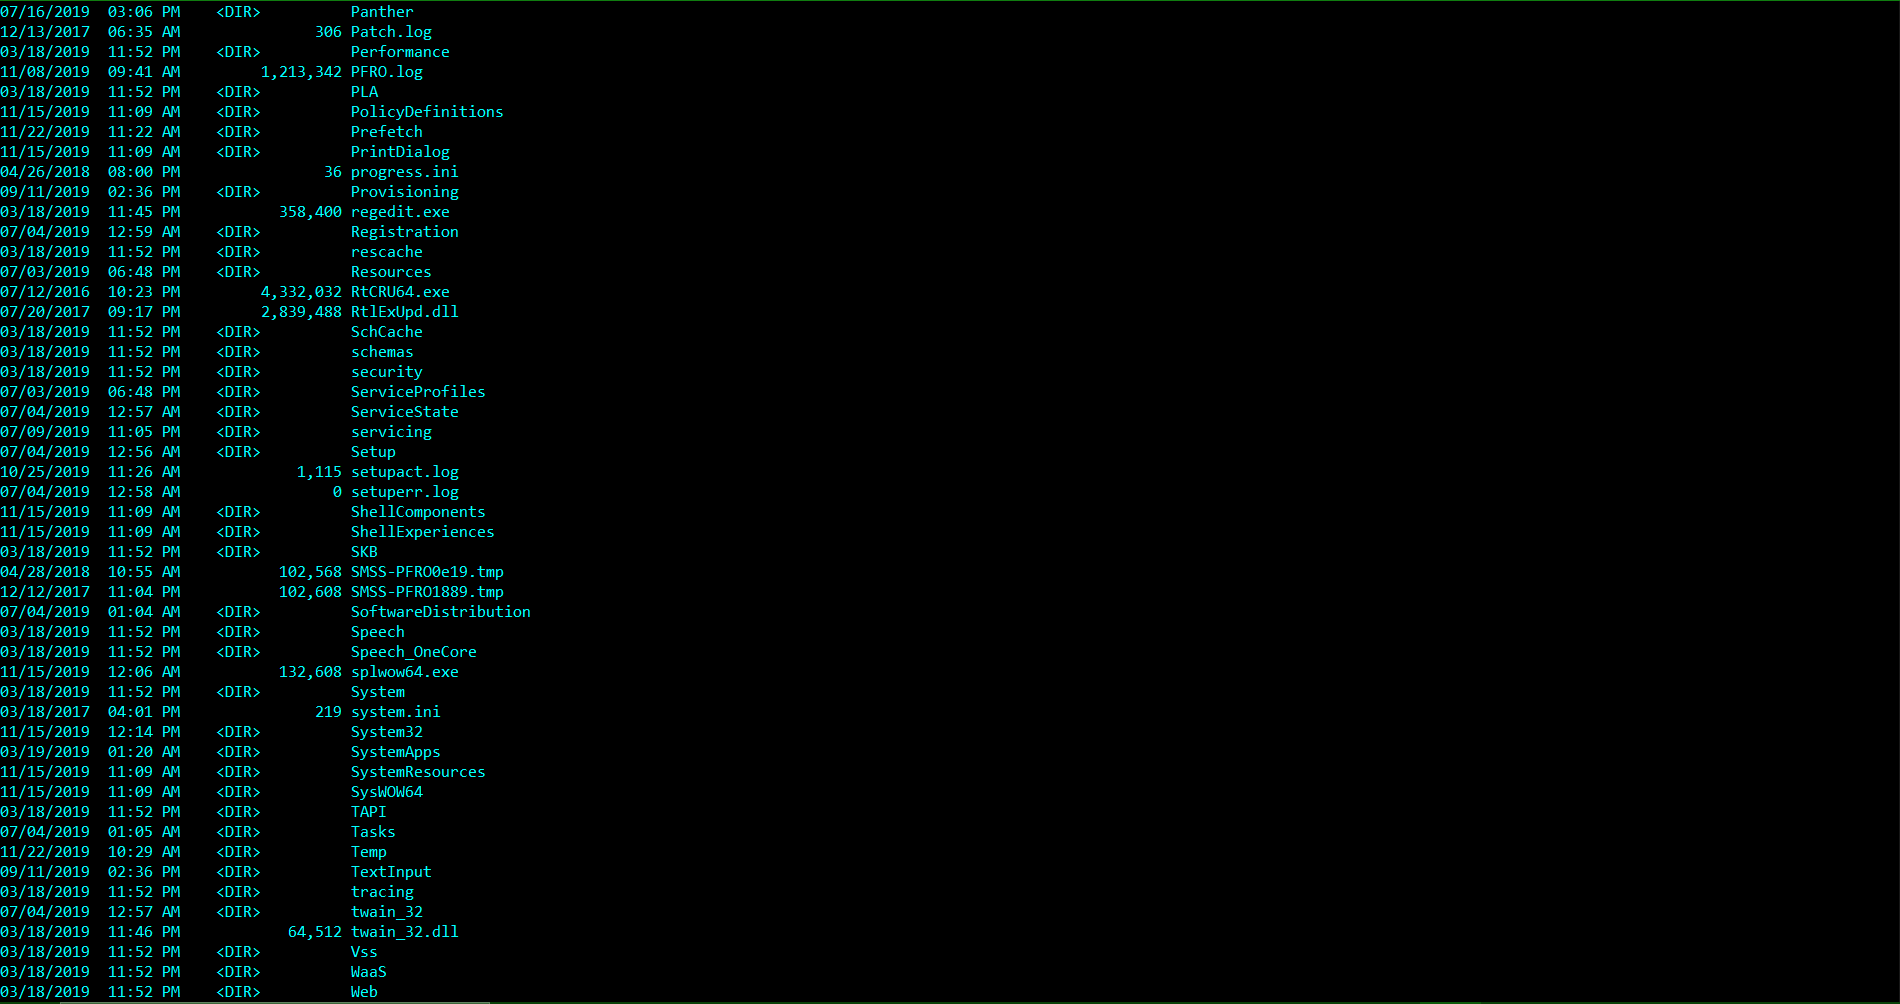 07/16/2019  03:06 PM    <DIR>          Panther
12/13/2017  06:35 AM               306 Patch.log
03/18/2019  11:52 PM    <DIR>          Performance
11/08/2019  09:41 AM         1,213,342 PFRO.log
03/18/2019  11:52 PM    <DIR>          PLA
11/15/2019  11:09 AM    <DIR>          PolicyDefinitions
11/22/2019  11:22 AM    <DIR>          Prefetch
11/15/2019  11:09 AM    <DIR>          PrintDialog
04/26/2018  08:00 PM                36 progress.ini
09/11/2019  02:36 PM    <DIR>          Provisioning
03/18/2019  11:45 PM           358,400 regedit.exe
07/04/2019  12:59 AM    <DIR>          Registration
03/18/2019  11:52 PM    <DIR>          rescache
07/03/2019  06:48 PM    <DIR>          Resources
07/12/2016  10:23 PM         4,332,032 RtCRU64.exe
07/20/2017  09:17 PM         2,839,488 RtlExUpd.dll
03/18/2019  11:52 PM    <DIR>          SchCache
03/18/2019  11:52 PM    <DIR>          schemas
03/18/2019  11:52 PM    <DIR>          security
07/03/2019  06:48 PM    <DIR>          ServiceProfiles
07/04/2019  12:57 AM    <DIR>          ServiceState
07/09/2019  11:05 PM    <DIR>          servicing
07/04/2019  12:56 AM    <DIR>          Setup
10/25/2019  11:26 AM             1,115 setupact.log
07/04/2019  12:58 AM                 0 setuperr.log
11/15/2019  11:09 AM    <DIR>          ShellComponents
11/15/2019  11:09 AM    <DIR>          ShellExperiences
03/18/2019  11:52 PM    <DIR>          SKB
04/28/2018  10:55 AM           102,568 SMSS-PFRO0e19.tmp
12/12/2017  11:04 PM           102,608 SMSS-PFRO1889.tmp
07/04/2019  01:04 AM    <DIR>          SoftwareDistribution
03/18/2019  11:52 PM    <DIR>          Speech
03/18/2019  11:52 PM    <DIR>          Speech_OneCore
11/15/2019  12:06 AM           132,608 splwow64.exe
03/18/2019  11:52 PM    <DIR>          System
03/18/2017  04:01 PM               219 system.ini
11/15/2019  12:14 PM    <DIR>          System32
03/19/2019  01:20 AM    <DIR>          SystemApps
11/15/2019  11:09 AM    <DIR>          SystemResources
11/15/2019  11:09 AM    <DIR>          SysWOW64
03/18/2019  11:52 PM    <DIR>          TAPI
07/04/2019  01:05 AM    <DIR>          Tasks
11/22/2019  10:29 AM    <DIR>          Temp
09/11/2019  02:36 PM    <DIR>          TextInput
03/18/2019  11:52 PM    <DIR>          tracing
07/04/2019  12:57 AM    <DIR>          twain_32
03/18/2019  11:46 PM            64,512 twain_32.dll
03/18/2019  11:52 PM    <DIR>          Vss
03/18/2019  11:52 PM    <DIR>          WaaS
03/18/2019  11:52 PM    <DIR>          Web